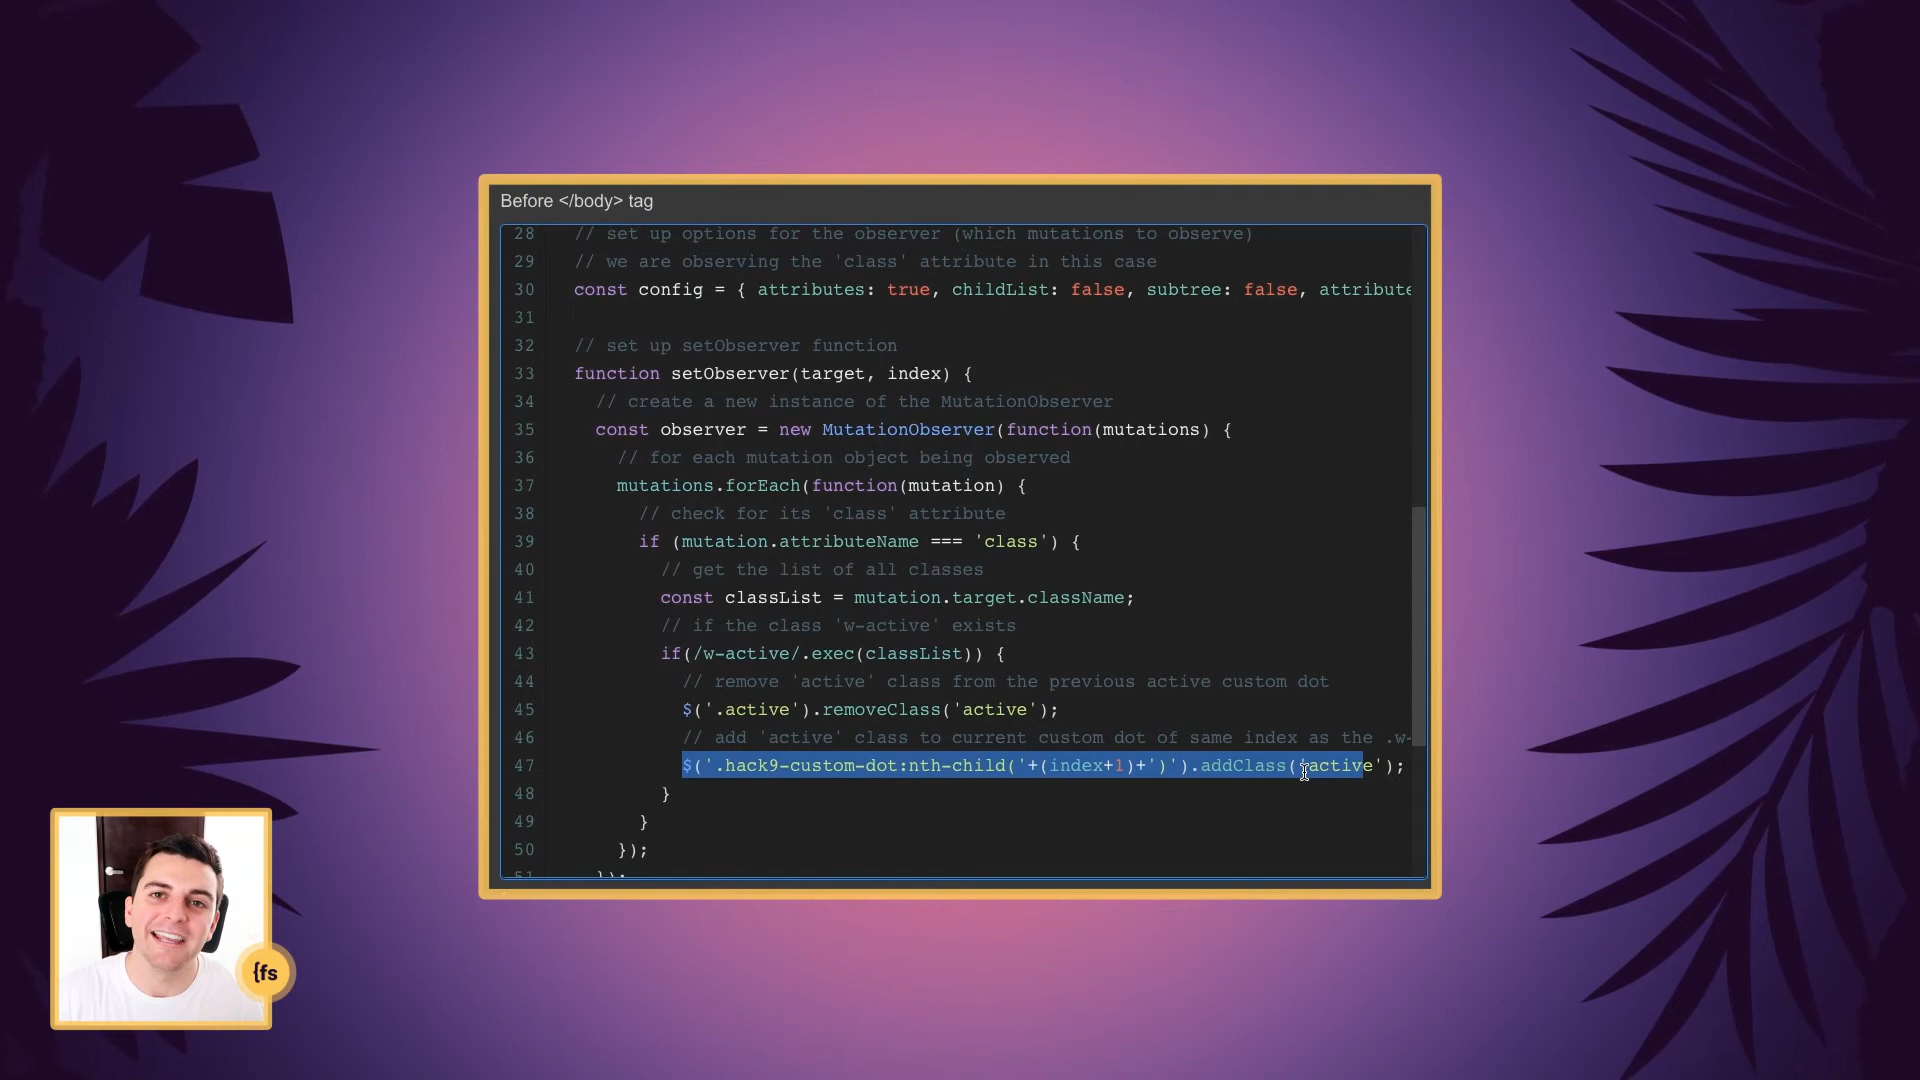 Before </body> tag
28 // set up options for the observer (which mutations to observe)
29 // we are observing the 'class' attribute in this case
30 const config = { attributes: true, childList: false, subtree: false, attribute
31
32 // set up setObserver function
33 function setObserver(target, index) {
34 // create a new instance of the MutationObserver
35 const observer = new MutationObserver(function(mutations) {
36 // for each mutation object being observed
37 mutations.forEach(function(mutation) {
38 // check for its 'class' attribute
39 if (mutation.attributeName === 'class') {
40 // get the list of all classes
41 const classList = mutation.target.className;
42 // if the class 'w-active' exists
43 if(/w-active/.exec(classList)) {
44 // remove 'active' class from the previous active custom dot
45 $('.active').removeClass('active');
46 // add 'active' class to current custom dot of same index as the .w-
47 $('.hack9-custom-dot:nth-child('+(index+1)+')').addClass('active');
48 }
49 }
50 });
51 });
{fs